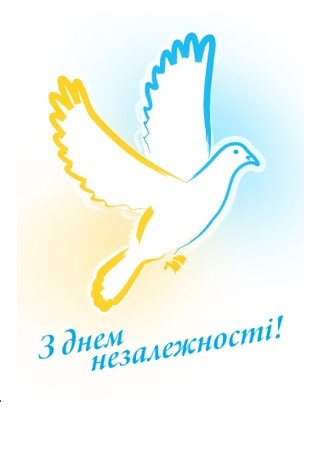 З днем
незалежності!